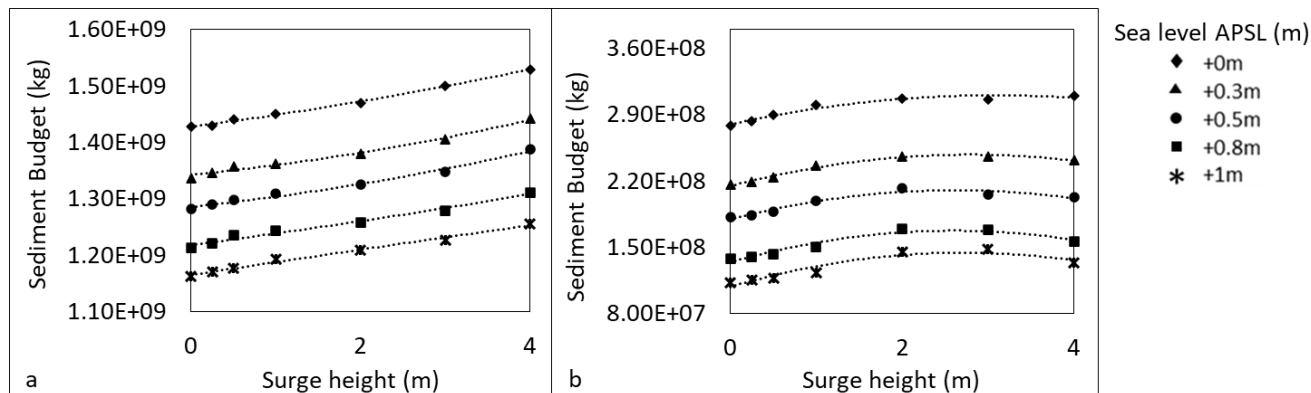 1.60E+09
1.50E+09
1.40E+09
1.30E+09
1.20E+09
1.10E+09
Sediment Budget (kg)
0 2 4
Surge height (m)
a
3.60E+08
2.90E+08
2.20E+08
1.50E+08
8.00E+07
Sediment Budget (kg)
0 2 4
Surge height (m)
b
Sea level APSL (m)
+0m
+0.3m
+0.5m
+0.8m
+1m